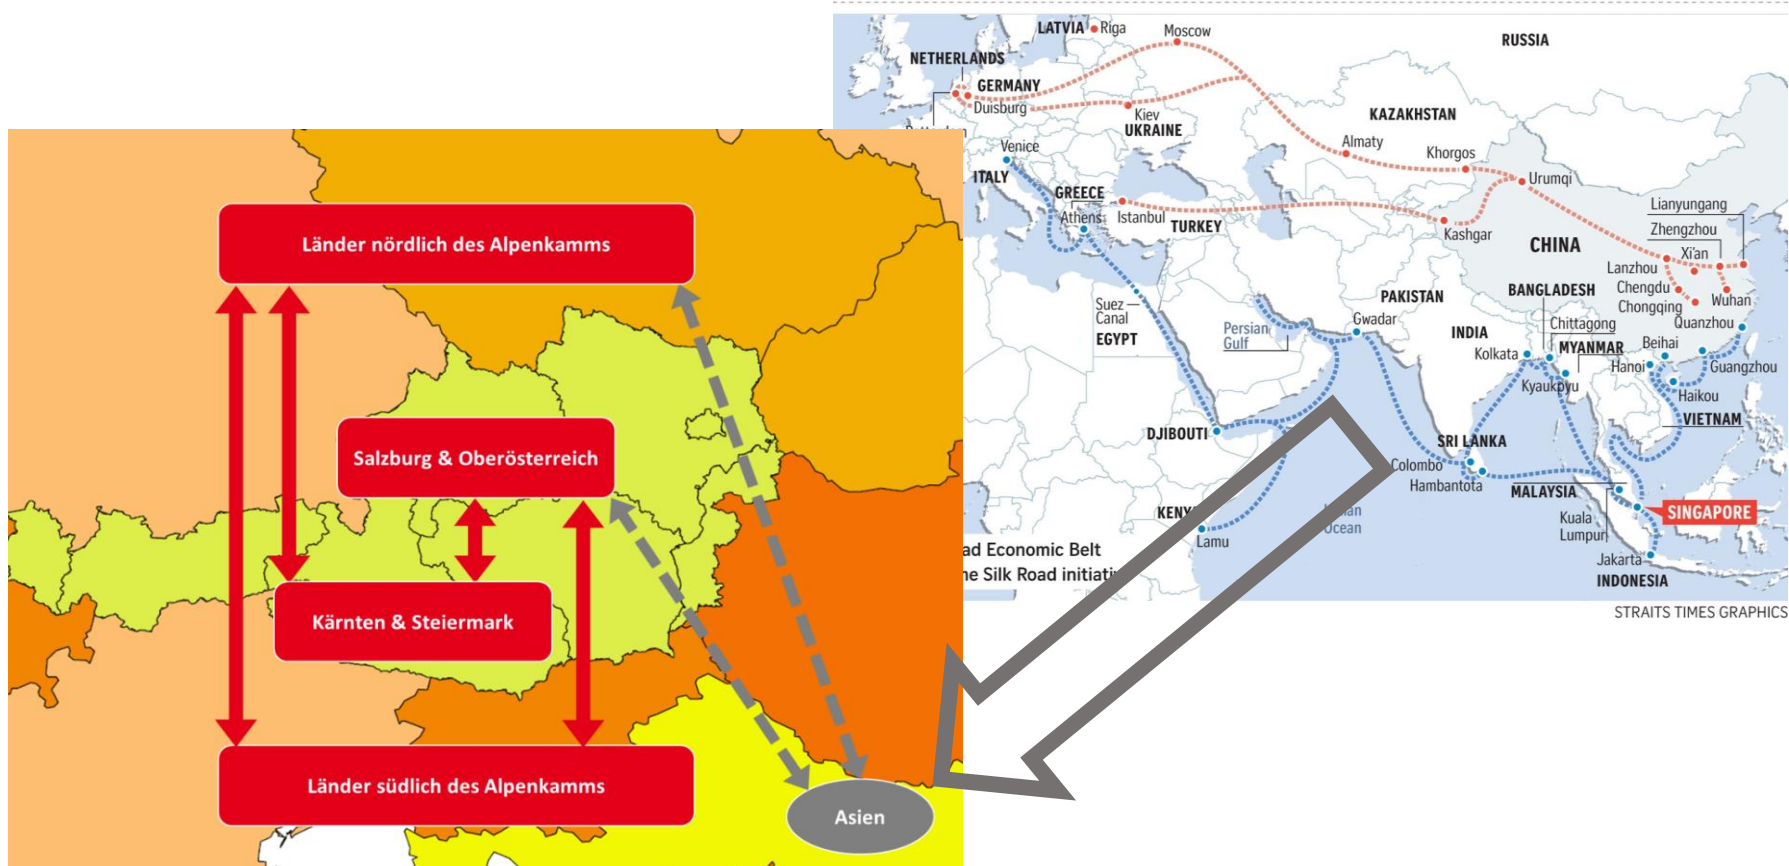 Länder nördlich des Alpenkamms
Salzburg & Oberösterreich
Kärnten & Steiermark
Länder südlich des Alpenkamms
Asien
LATVIA
Riga
Moscow
RUSSIA
NETHERLANDS
GERMANY
Duisburg
Kiev
UKRAINE
KAZAKHSTAN
Venice
ITALY
Almaty
Khorgos
Urumqi
GREECE
Athens
Istanbul
TURKEY
Kashgar
CHINA
Lianyungang
Zhengzhou
Xi'an
Lanzhou
Chengdu
Chongqing
Wuhan
Quanzhou
Suez
Canal
EGYPT
Persian
Gulf
PAKISTAN
Gwadar
BANGLADESH
Chittagong
INDIA
Kolkata
MYANMAR
Kyaukpyu
Beihai
Hanoi
Guangzhou
Haikou
VIETNAM
DJIBOUTI
SRI LANKA
Colombo
Hambantota
MALAYSIA
Kuala
Lumpur
SINGAPORE
Jakarta
INDONESIA
Lamu
Economic Belt
Silk Road
STRAITS TIMES GRAPHICS